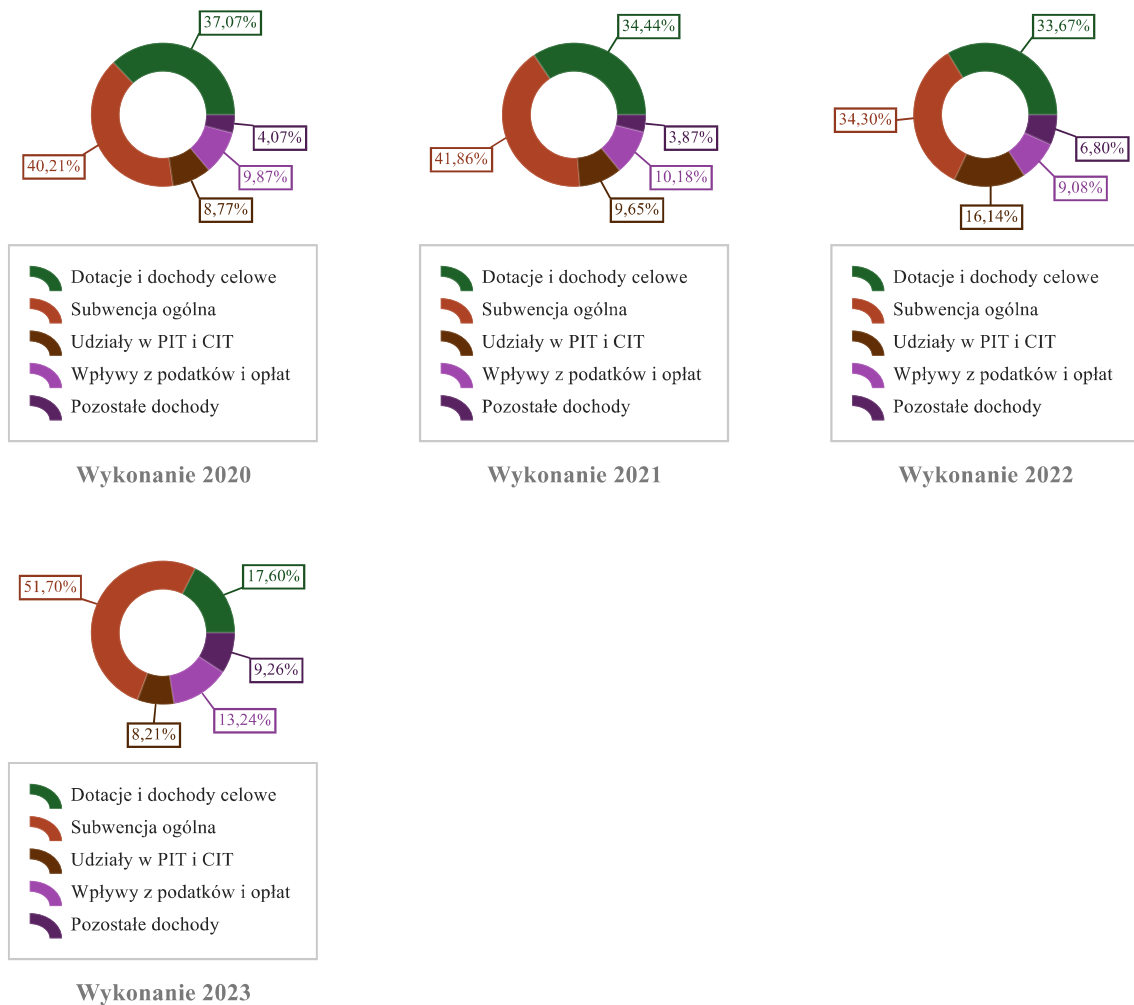 37,07%
4,07%
40,21%
9,87%
8,77%
Dotacje i dochody celowe
Subwencja ogólna
Udziały w PIT i CIT
Wpływy z podatków i opłat
Pozostałe dochody
Wykonanie 2020
34,44%
3,87%
41,86%
10,18%
9,65%
Dotacje i dochody celowe
Subwencja ogólna
Udziały w PIT i CIT
Wpływy z podatków i opłat
Pozostałe dochody
Wykonanie 2021
33,67%
34,30%
6,80%
9,08%
16,14%
Dotacje i dochody celowe
Subwencja ogólna
Udziały w PIT i CIT
Wpływy z podatków i opłat
Pozostałe dochody
Wykonanie 2022
51,70%
17,60%
9,26%
13,24%
8,21%
Dotacje i dochody celowe
Subwencja ogólna
Udziały w PIT i CIT
Wpływy z podatków i opłat
Pozostałe dochody
Wykonanie 2023